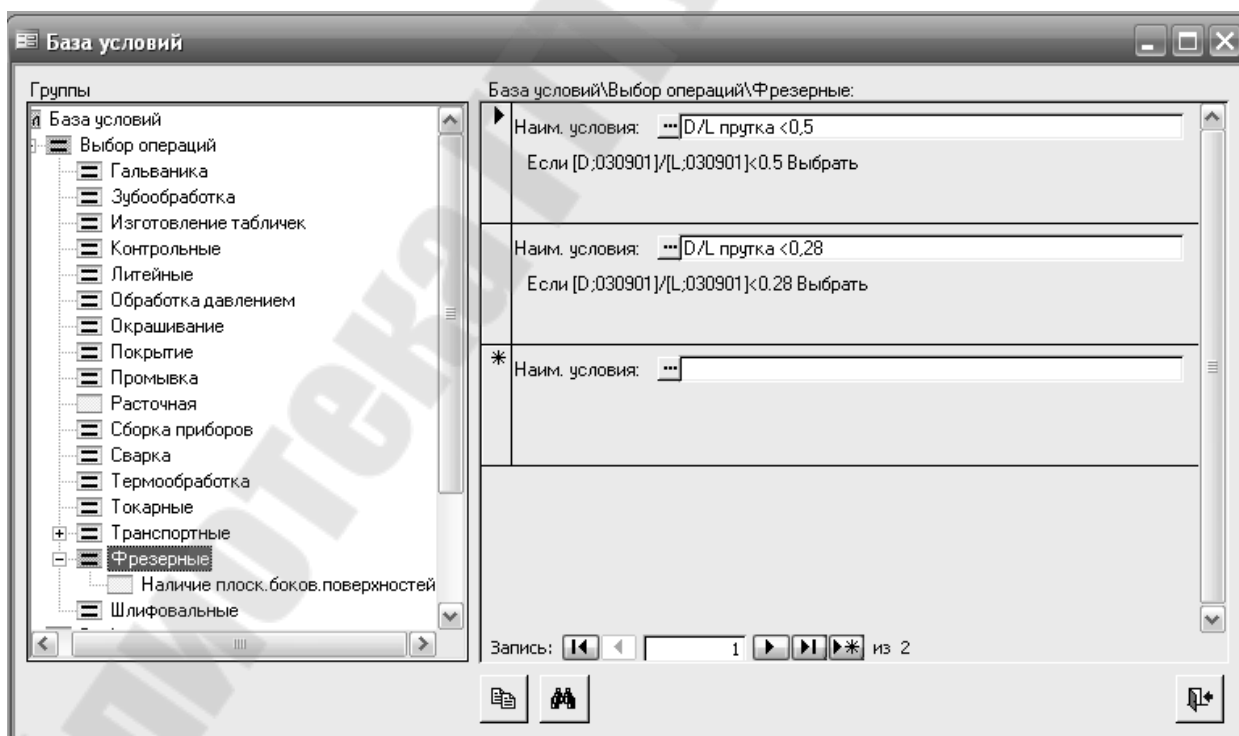 База условий
Группы
База условий
Выбор операций
Гальваника
Зубообработка
Изготовление табличек
Контрольные
Литейные
Обработка давлением
Окрашивание
Покрытие
Промывка
Расточная
Сборка приборов
Сварка
Термообработка
Токарные
Транспортные
Фрезерные
Наличие плоск.боков.поверхностей
Шлифовальные
База условий\Выбор операций\Фрезерные:
Наим. условия: ... D/L прутка <0,5
Если [D;030901]/[L;030901]<0.5 Выбрать
Наим. условия: ... D/L прутка <0,28
Если [D;030901]/[L;030901]<0.28 Выбрать
Наим. условия: ...
Запись: 1 из 2